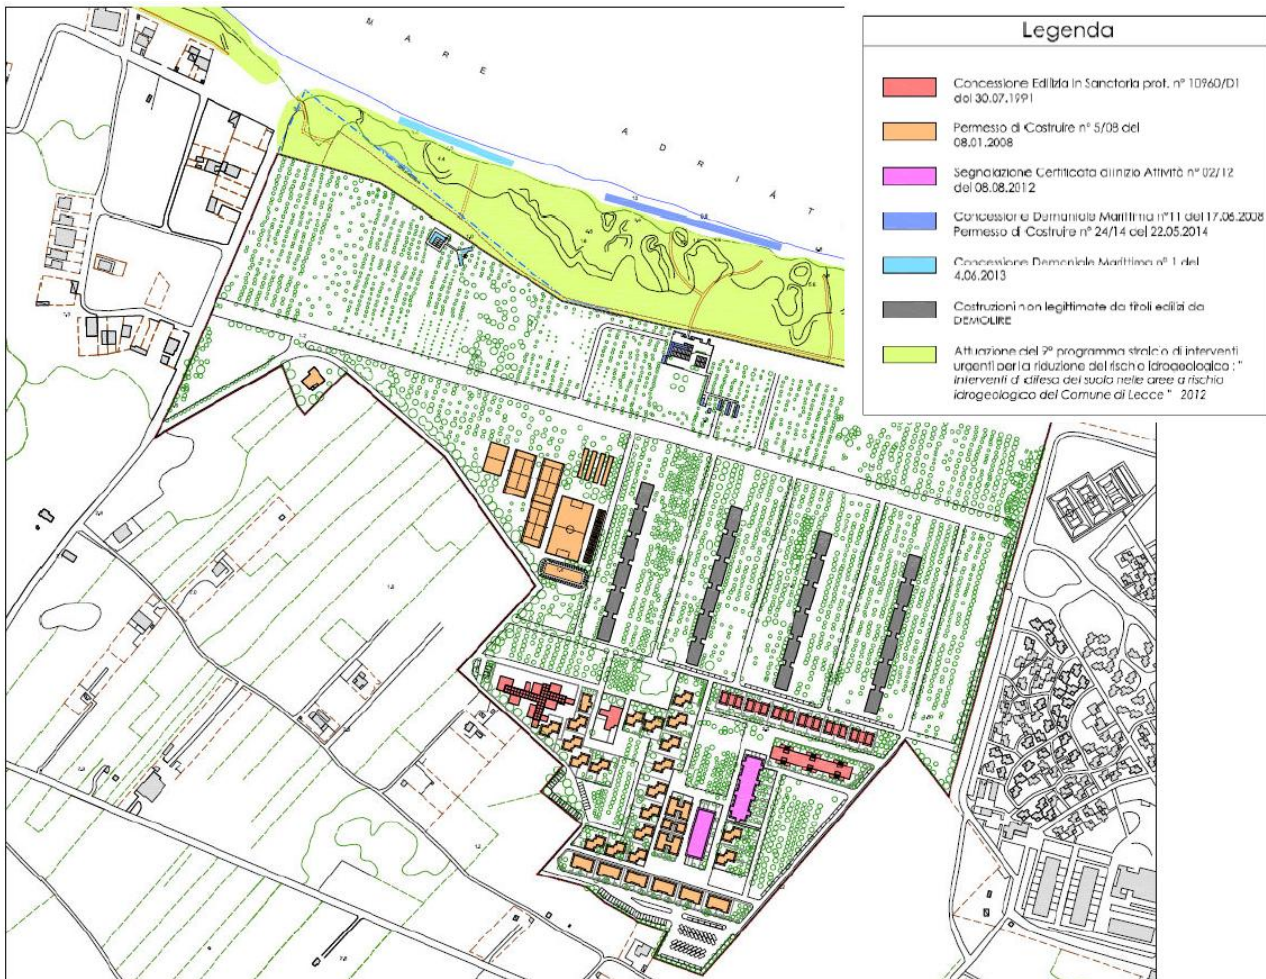 MARE
ADRIAT
Legenda
Concessione Edilizia in Sanatoria prot. n° 10960/D1
del 30.07.1991
Permesso di Costruire n° 5/08 del
08.01.2008
Segnalazione Certificata di Inizio Attività n° 02/12
del 08.08.2012
Concessione Demaniale Marittima n°11 del 17.06.2008
Permesso di Costruire n° 24/14 del 22.05.2014
Concessione Demaniale Marittima n° 1 del
4.06.2013
Costruzioni non legittimate da titoli edilizi da
DEMOLIRE
Attuazione del 9° programma stralcio di interventi
urgenti per la riduzione del rischio idrogeologico : "
Interventi di difesa del suolo nelle aree a rischio
idrogeologico del Comune di Lecce " 2012